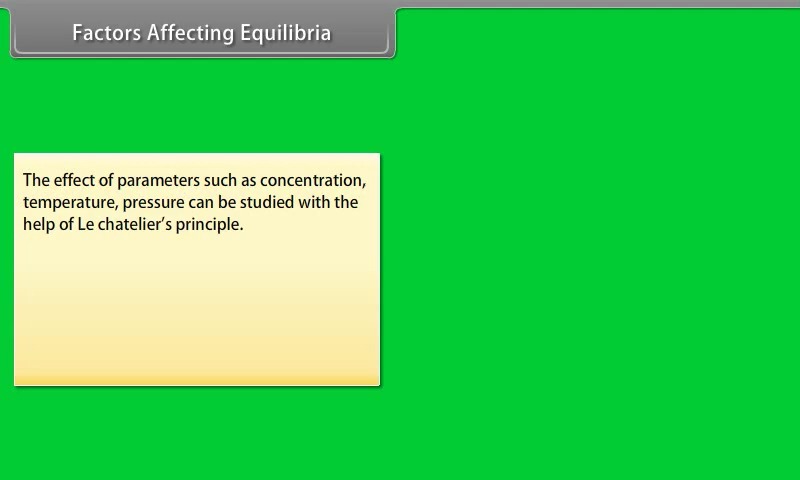 Factors Affecting Equilibria
The effect of parameters such as concentration,
temperature, pressure can be studied with the
help of Le chatelier’s principle.